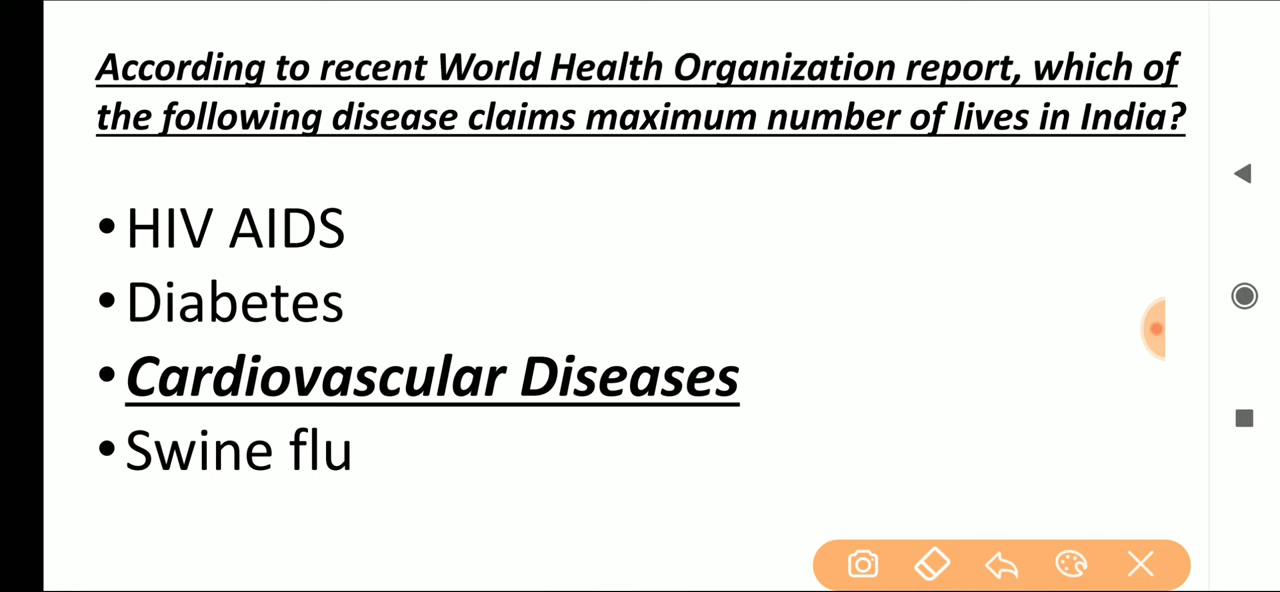 According to recent World Health Organization report, which of
the following disease claims maximum number of lives in India?
• HIV AIDS
• Diabetes
• Cardiovascular Diseases
• Swine flu